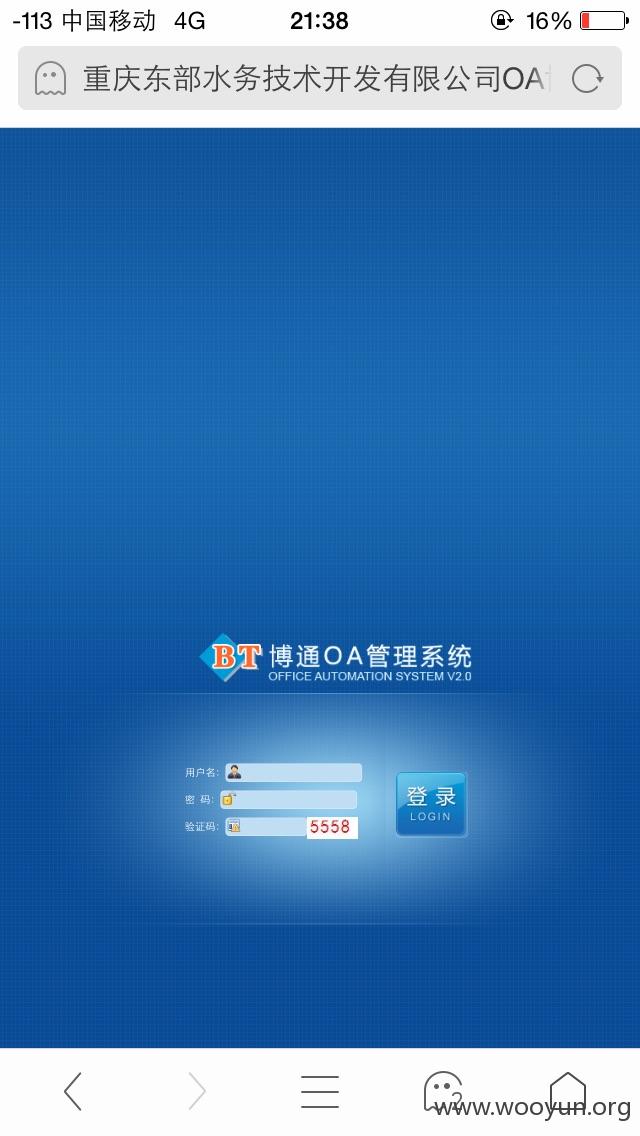 -113 中国移动 4G 21:38 16%
重庆东部水务技术开发有限公司OA
BT 博通OA管理系统
OFFICE AUTOMATION SYSTEM V2.0
用户名:
密 码:
验证码: 5558
登 录
LOGIN
2
www.wooyun.org